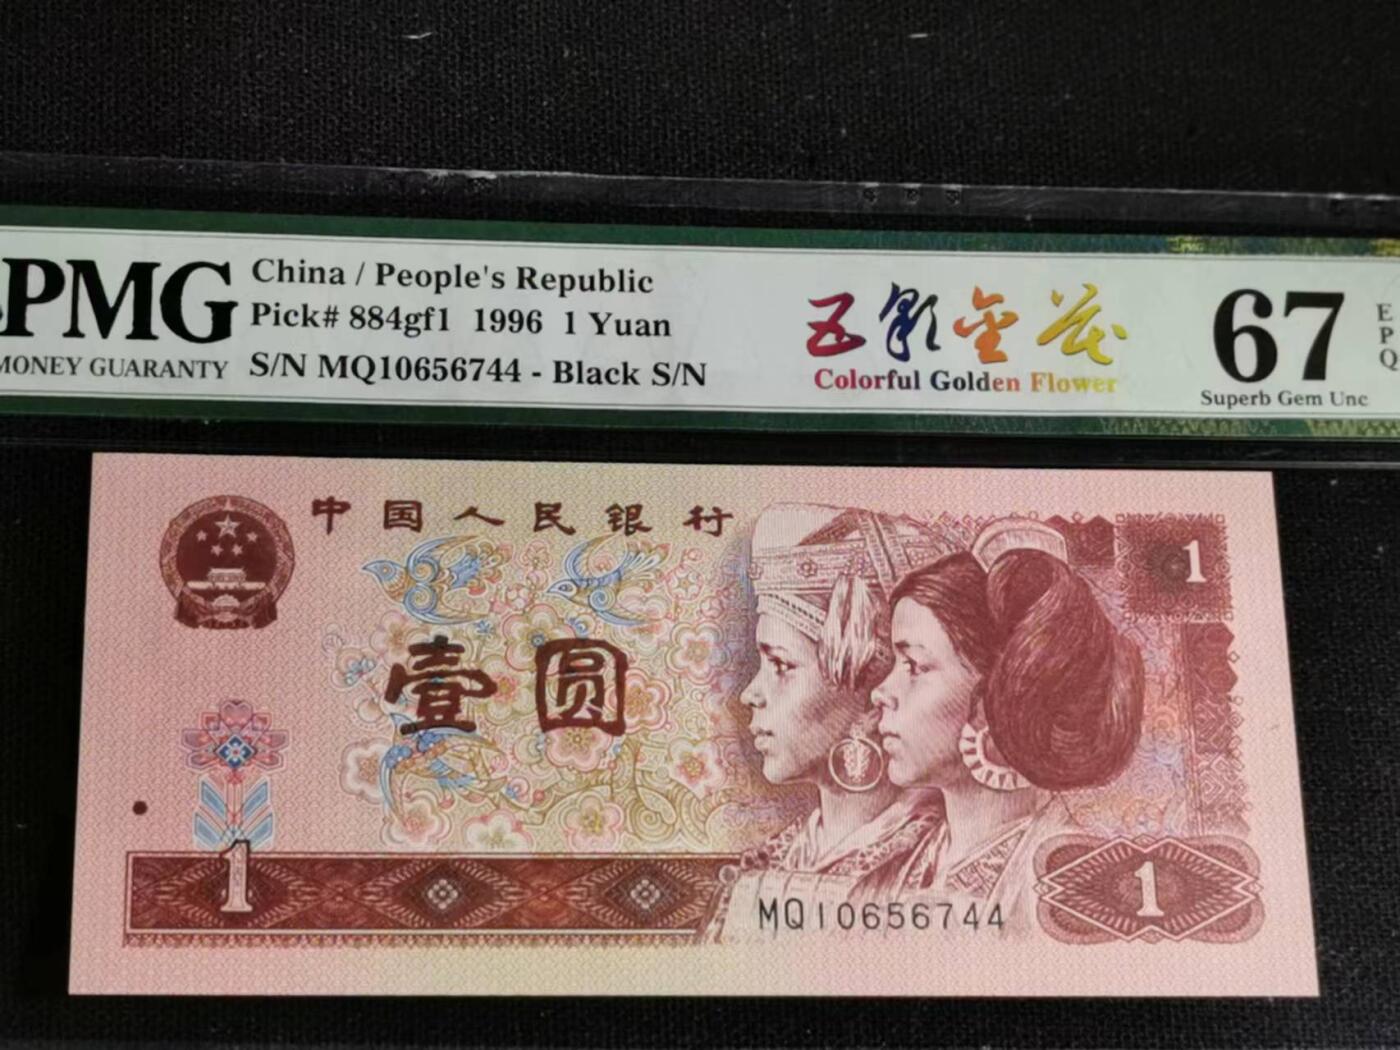 PMG
MONEY GUARANTY
China / People's Republic
Pick# 884gf1 1996 1 Yuan
S/N MQ10656744 - Black S/N
五彩金花
Colorful Golden Flower
67
EPQ
Superb Gem Unc
中国人民银行
1
壹圆
1
MQ10656744
1